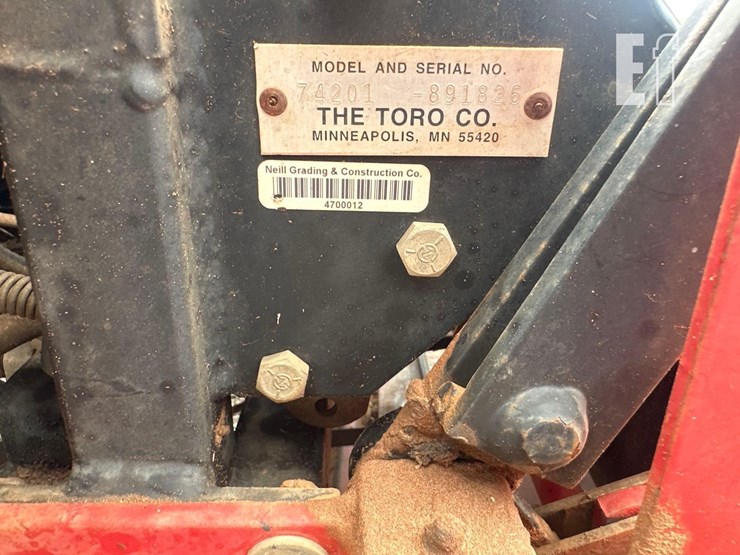 MODEL AND SERIAL NO.
74201 -891826
THE TORO CO.
MINNEAPOLIS, MN 55420
Neill Grading & Construction Co.
4700012